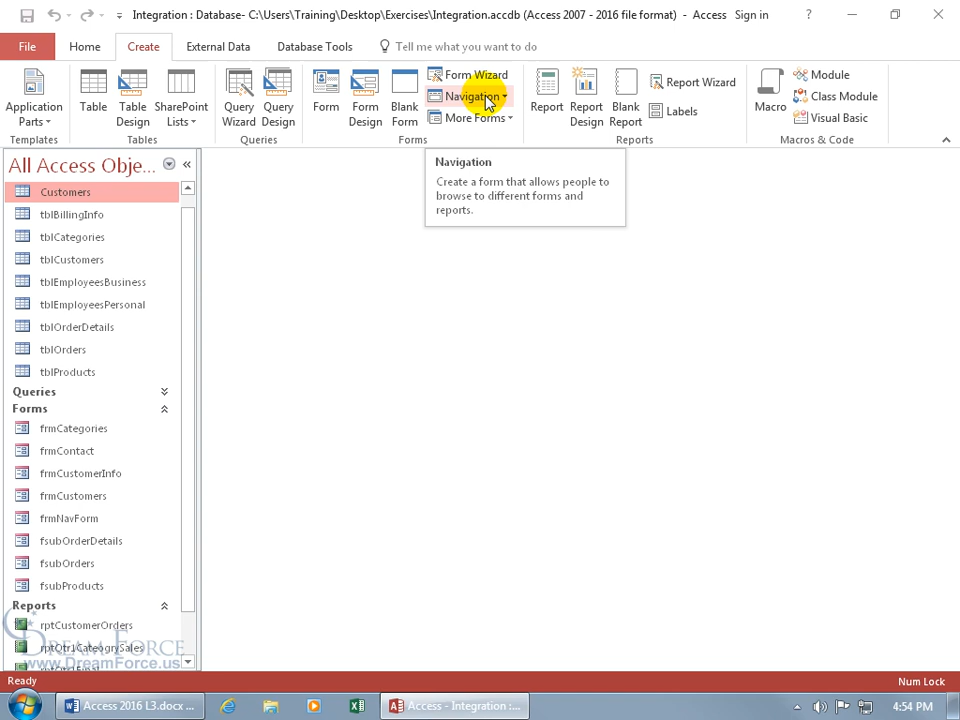 Integration : Database- C:\Users\Training\Desktop\Exercises\Integration.accdb (Access 2007 - 2016 file format) - Access
Sign in
?
File
Home
Create
External Data
Database Tools
Tell me what you want to do
Application Parts
Table
Table Design
SharePoint Lists
Query Wizard
Query Design
Form
Form Design
Blank Form
Form Wizard
Navigation
More Forms
Report
Report Design
Blank Report
Report Wizard
Labels
Macro
Module
Class Module
Visual Basic
Templates
Tables
Queries
Forms
Reports
Macros & Code
Navigation
Create a form that allows people to
browse to different forms and
reports.
All Access Obje...
Customers
tblBillingInfo
tblCategories
tblCustomers
tblEmployeesBusiness
tblEmployeesPersonal
tblOrderDetails
tblOrders
tblProducts
Queries
Forms
frmCategories
frmContact
frmCustomerInfo
frmCustomers
frmNavForm
fsubOrderDetails
fsubOrders
fsubProducts
Reports
rptCustomerOrders
rptQtr1CateogrySales
rptQtr1Final
DREAM FORCE
www.DreamForce.us
Ready
Num Lock
Access 2016 L3.docx ...
Access - Integration :...
4:54 PM